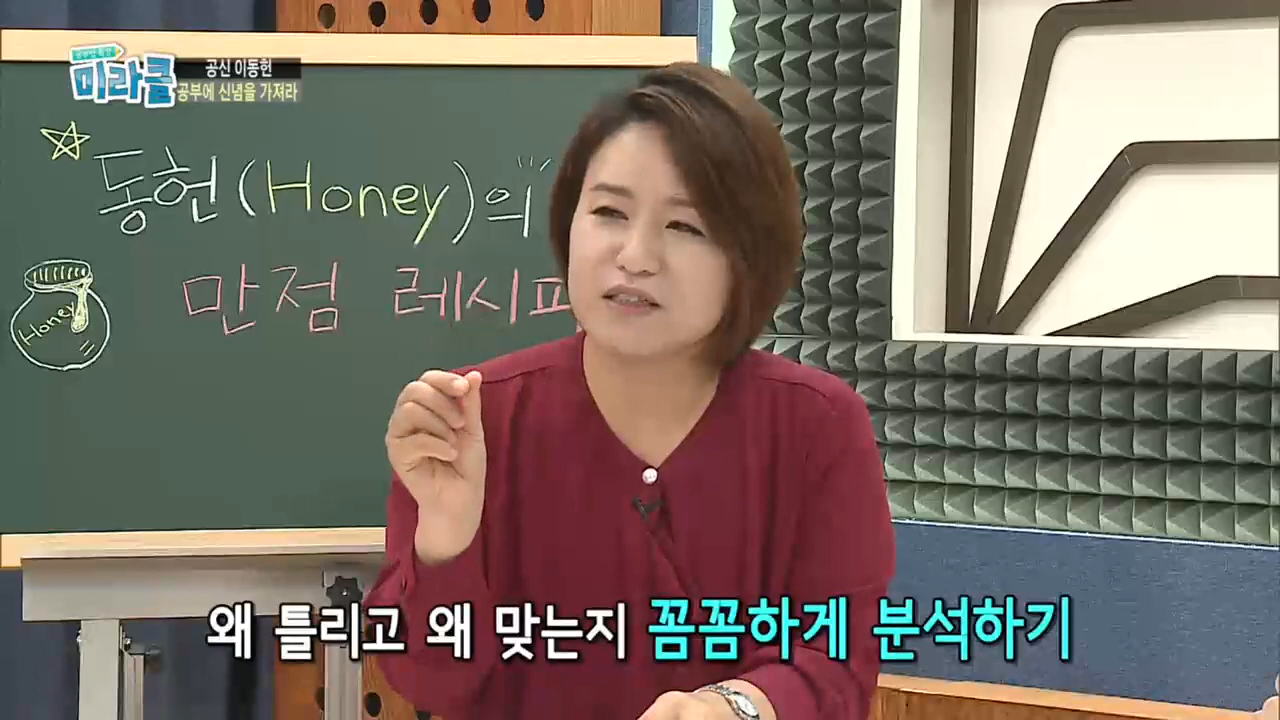 미라클
공신 이동헌
공부에 신념을 가져라
동헌(Honey)의
만점 레시피
Honey
왜 틀리고 왜 맞는지 꼼꼼하게 분석하기